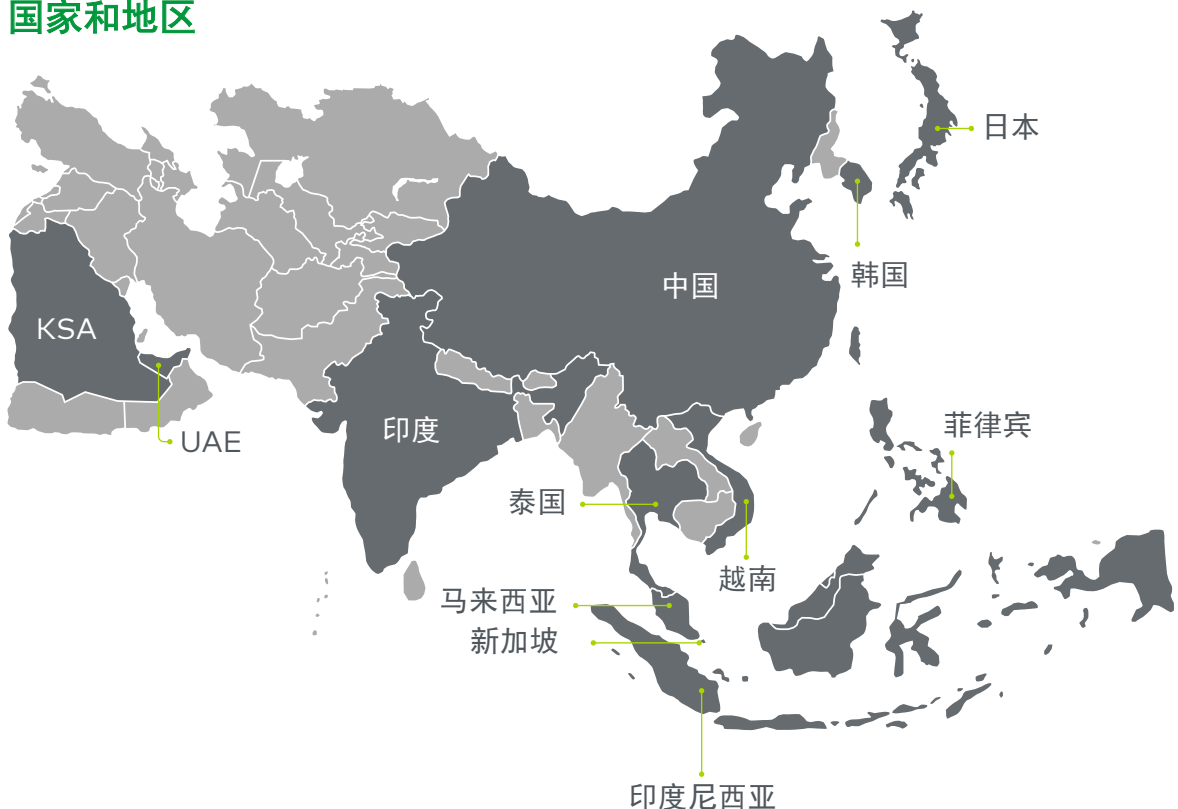 国家和地区
日本
韩国
中国
KSA
印度
UAE
菲律宾
泰国
越南
马来西亚
新加坡
印度尼西亚